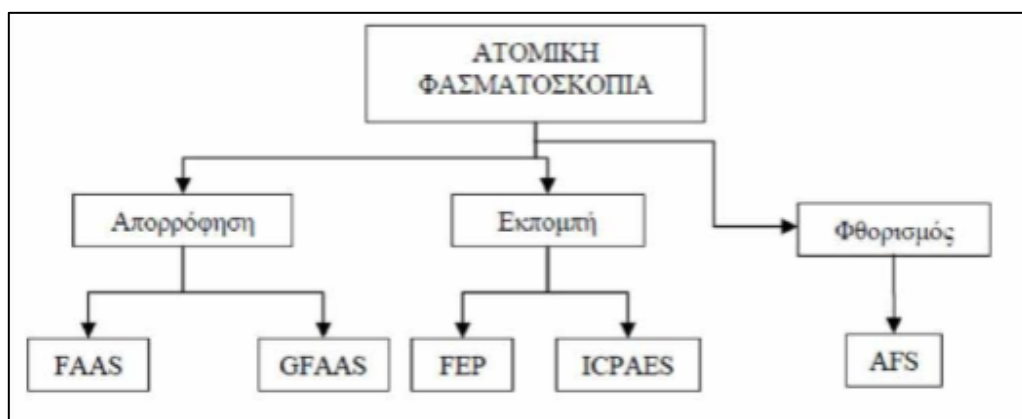 ΑΤΟΜΙΚΗ
ΦΑΣΜΑΤΟΣΚΟΠΙΑ
Απορρόφηση
Εκπομπή
Φθορισμός
FAAS
GFAAS
FEP
ICPAES
AFS